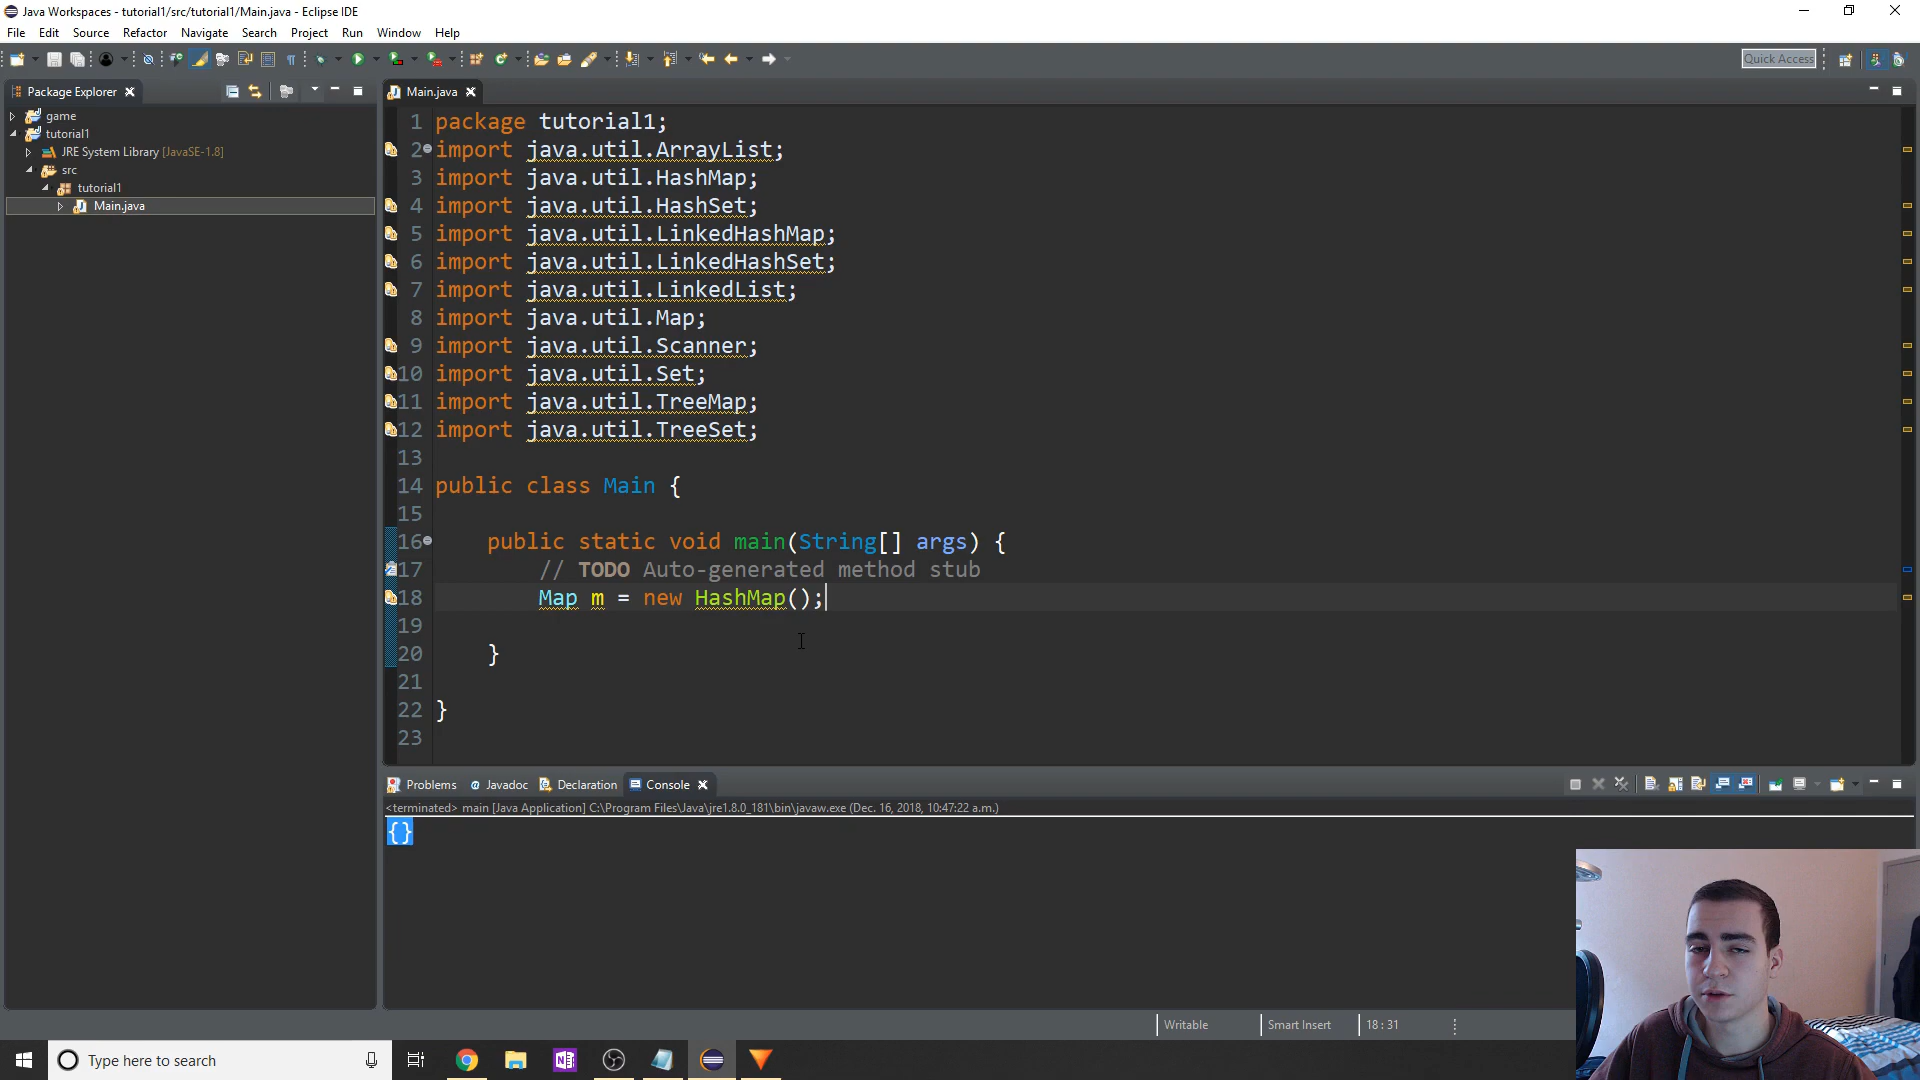 Java Workspaces - tutorial1/src/tutorial1/Main.java - Eclipse IDE
File Edit Source Refactor Navigate Search Project Run Window Help
Quick Access
Package Explorer
Main.java
game
tutorial1
JRE System Library [JavaSE-1.8]
src
tutorial1
Main.java
1 package tutorial1;
2 import java.util.ArrayList;
3 import java.util.HashMap;
4 import java.util.HashSet;
5 import java.util.LinkedHashMap;
6 import java.util.LinkedHashSet;
7 import java.util.LinkedList;
8 import java.util.Map;
9 import java.util.Scanner;
10 import java.util.Set;
11 import java.util.TreeMap;
12 import java.util.TreeSet;
13
14 public class Main {
15
16 public static void main(String[] args) {
17 // TODO Auto-generated method stub
18 Map m = new HashMap();
19
20 }
21
22 }
23
Problems Javadoc Declaration Console
<terminated> main [Java Application] C:\Program Files\Java\jre1.8.0_181\bin\javaw.exe (Dec. 16, 2018, 10:47:22 a.m.)
{}
Writable Smart Insert 18 : 31
Type here to search